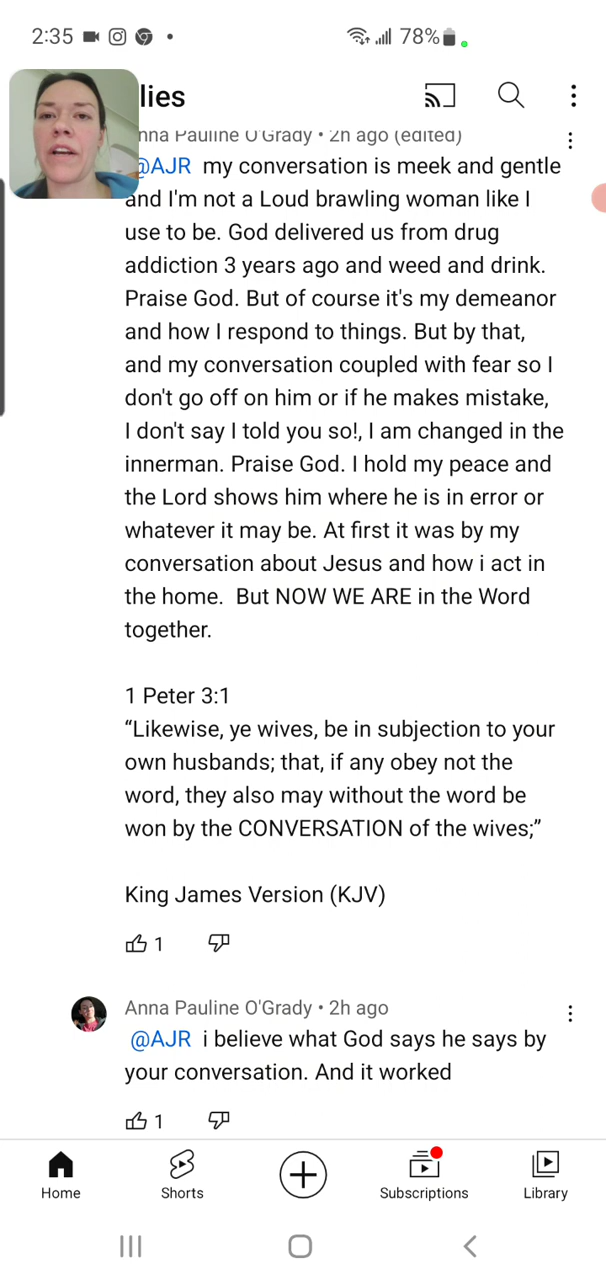 2:35
78%
lies
nna Pauline O'Grady • 2h ago (edited)
@AJR my conversation is meek and gentle
and I'm not a Loud brawling woman like I
use to be. God delivered us from drug
addiction 3 years ago and weed and drink.
Praise God. But of course it's my demeanor
and how I respond to things. But by that,
and my conversation coupled with fear so I
don't go off on him or if he makes mistake,
I don't say I told you so!, I am changed in the
innerman. Praise God. I hold my peace and
the Lord shows him where he is in error or
whatever it may be. At first it was by my
conversation about Jesus and how i act in
the home. But NOW WE ARE in the Word
together.
1 Peter 3:1
“Likewise, ye wives, be in subjection to your
own husbands; that, if any obey not the
word, they also may without the word be
won by the CONVERSATION of the wives;”
King James Version (KJV)
1
Anna Pauline O'Grady • 2h ago
@AJR i believe what God says he says by
your conversation. And it worked
1
Home
Shorts
Subscriptions
Library